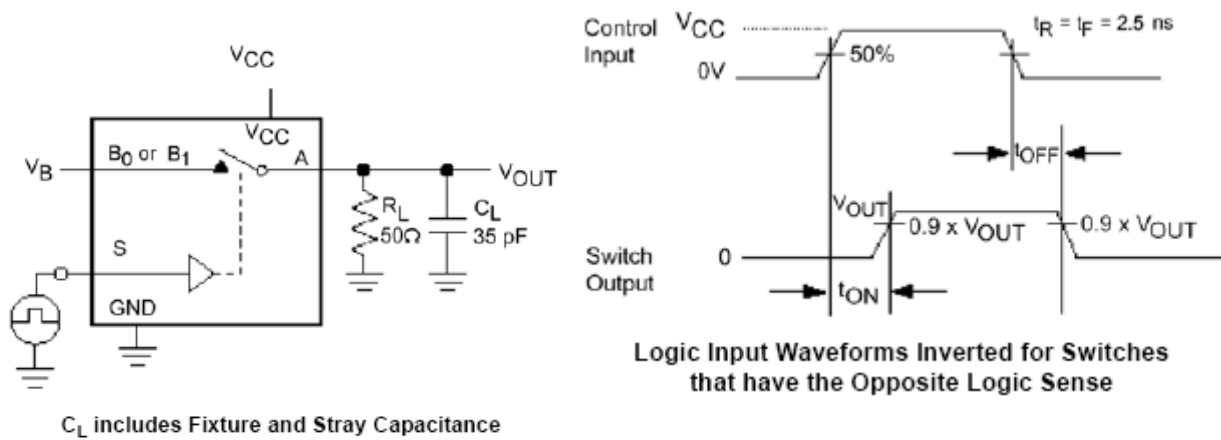 VCC
VCC
VB
B0 or B1
A
VOUT
RL
50Ω
CL
35 pF
S
GND
CL includes Fixture and Stray Capacitance
Control
Input
VCC
0V
50%
tR = tF = 2.5 ns
tOFF
VOUT
0.9 x VOUT
0.9 x VOUT
Switch
Output
0
tON
Logic Input Waveforms Inverted for Switches
that have the Opposite Logic Sense